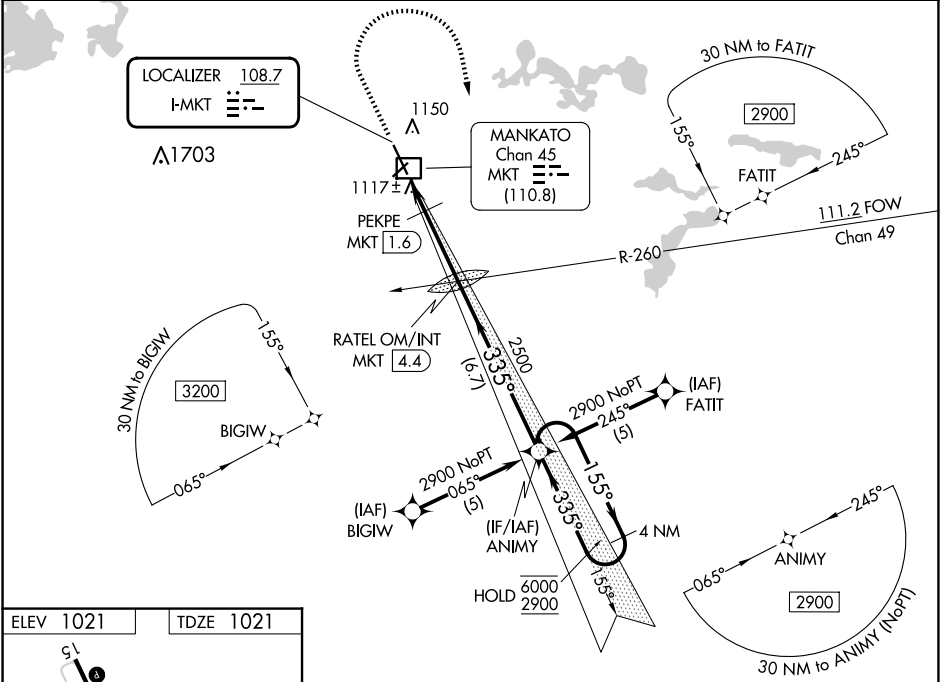 LOCALIZER 108.7
I-MKT
1703
1150
MANKATO
Chan 45
MKT
(110.8)
1117 ±
PEKPE
MKT 1.6
30 NM to FATIT
2900
155°
245°
FATIT
111.2 FOW
Chan 49
R-260
RATEL OM/INT
MKT 4.4
335°
(6.7)
2500
30 NM to BIGIW
3200
155°
BIGIW
065°
2900 NoPT
245°
(5)
(IAF)
FATIT
2900 NoPT
065°
(5)
(IAF)
BIGIW
(IF/IAF)
ANIMY
335°
155°
4 NM
HOLD 6000
2900
155°
245°
065°
ANIMY
2900
30 NM to ANIMY (NoPT)
ELEV 1021
TDZE 1021
15
P